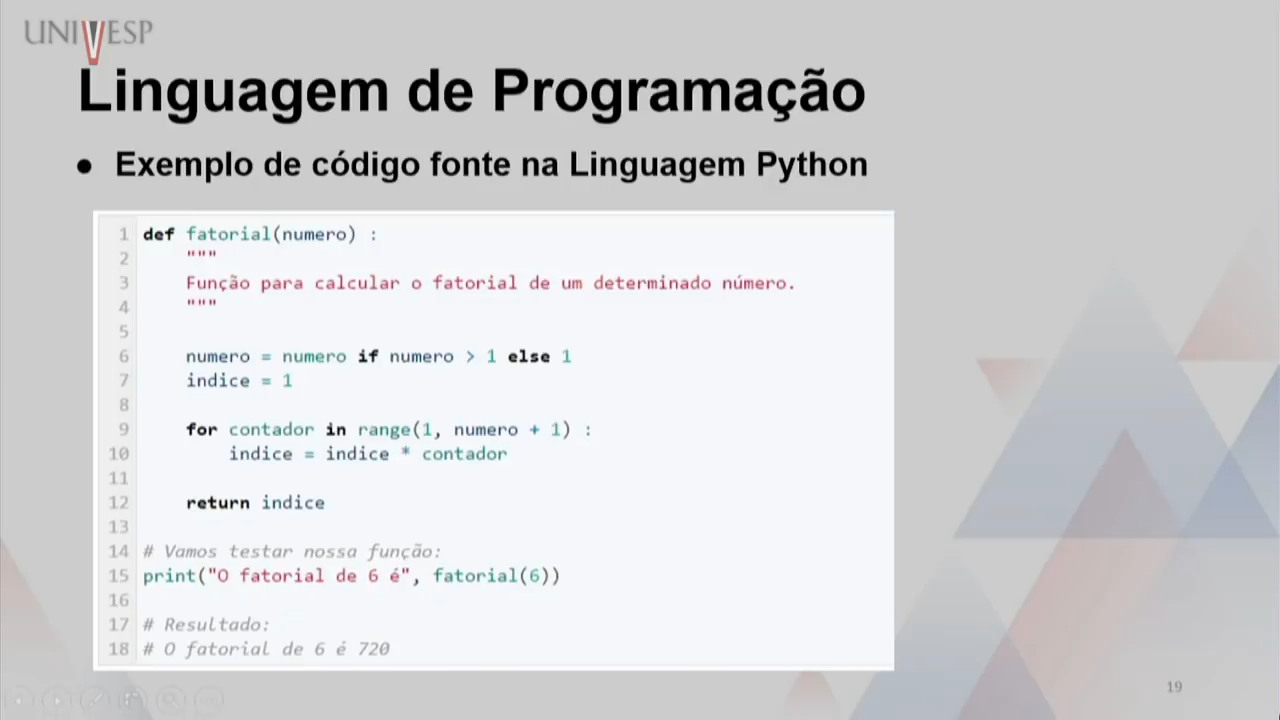 UNIVESP
Linguagem de Programação
● Exemplo de código fonte na Linguagem Python
1 def fatorial(numero) :
2 """
3 Função para calcular o fatorial de um determinado número.
4 """
5
6 numero = numero if numero > 1 else 1
7 indice = 1
8
9 for contador in range(1, numero + 1) :
10 indice = indice * contador
11
12 return indice
13
14 # Vamos testar nossa função:
15 print("O fatorial de 6 é", fatorial(6))
16
17 # Resultado:
18 # O fatorial de 6 é 720
19